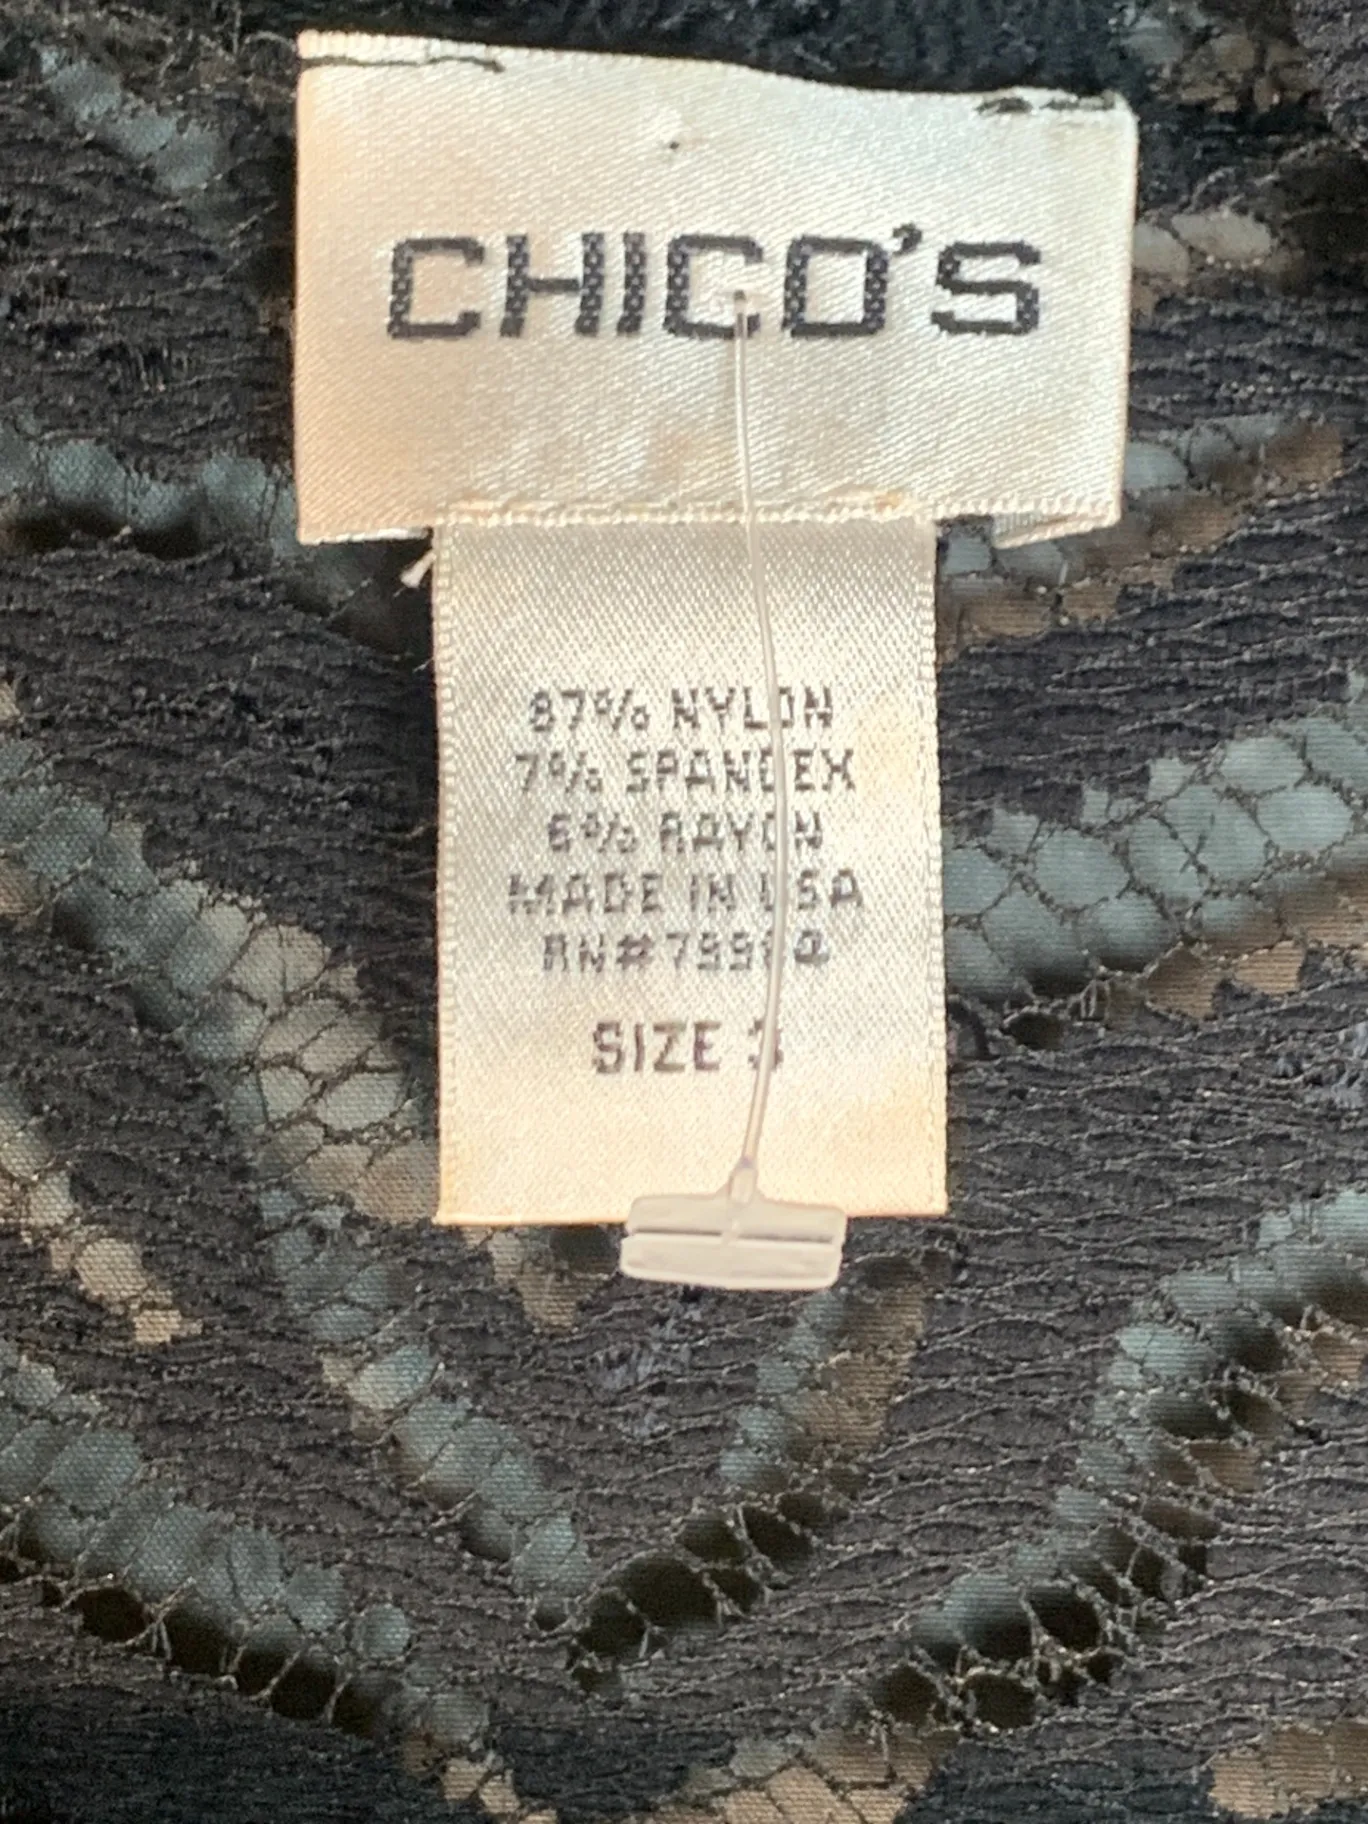 CHICO'S
87% NYLON
7% SPANDEX
6% RAYON
MADE IN USA
SIZE 3